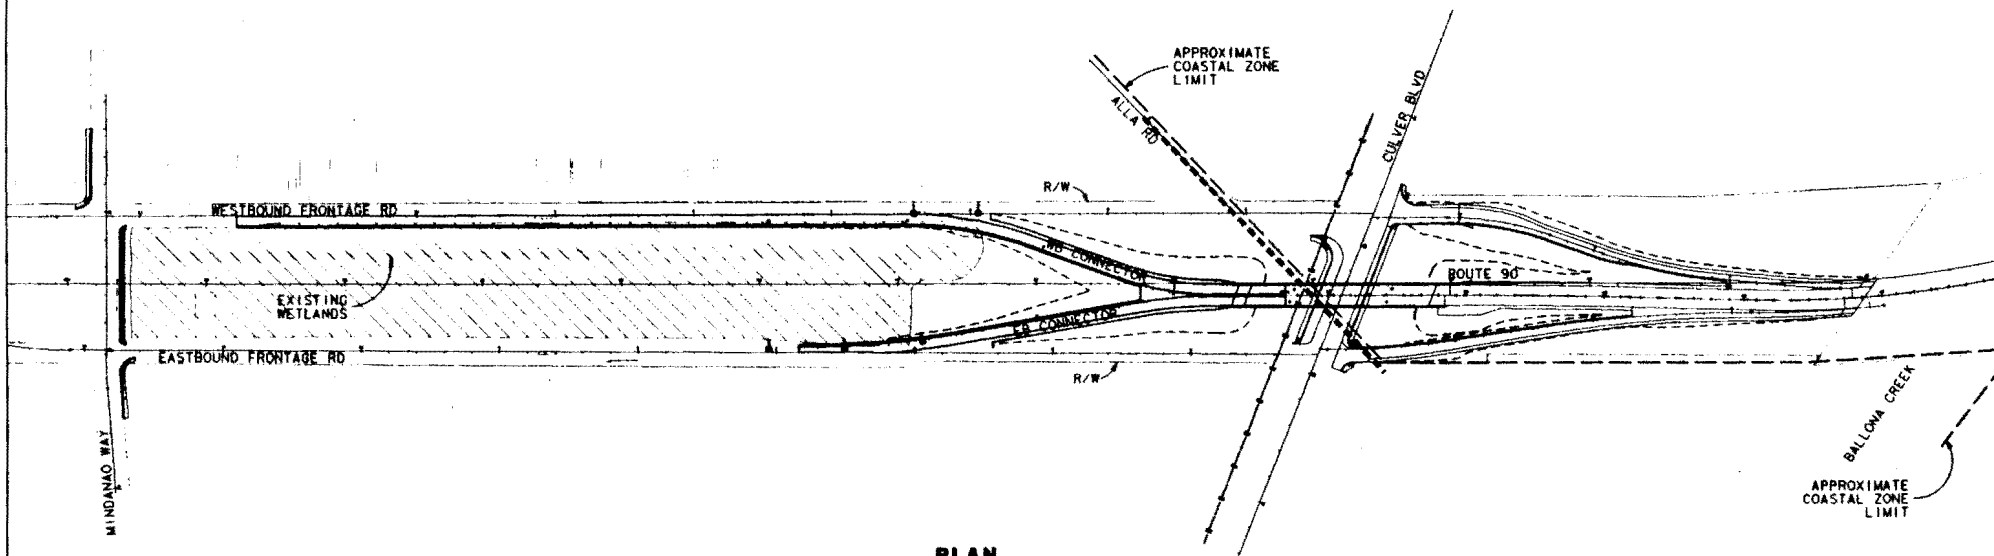 APPROXIMATE
COASTAL ZONE
LIMIT
ALLA RD
CULVER BLVD
R/W
WESTBOUND FRONTAGE RD
WB CONNECTOR
ROUTE 90
EXISTING
WETLANDS
EB CONNECTOR
EASTBOUND FRONTAGE RD
R/W
MINDANAO WAY
BALLONA CREEK
APPROXIMATE
COASTAL ZONE
LIMIT
PLAN